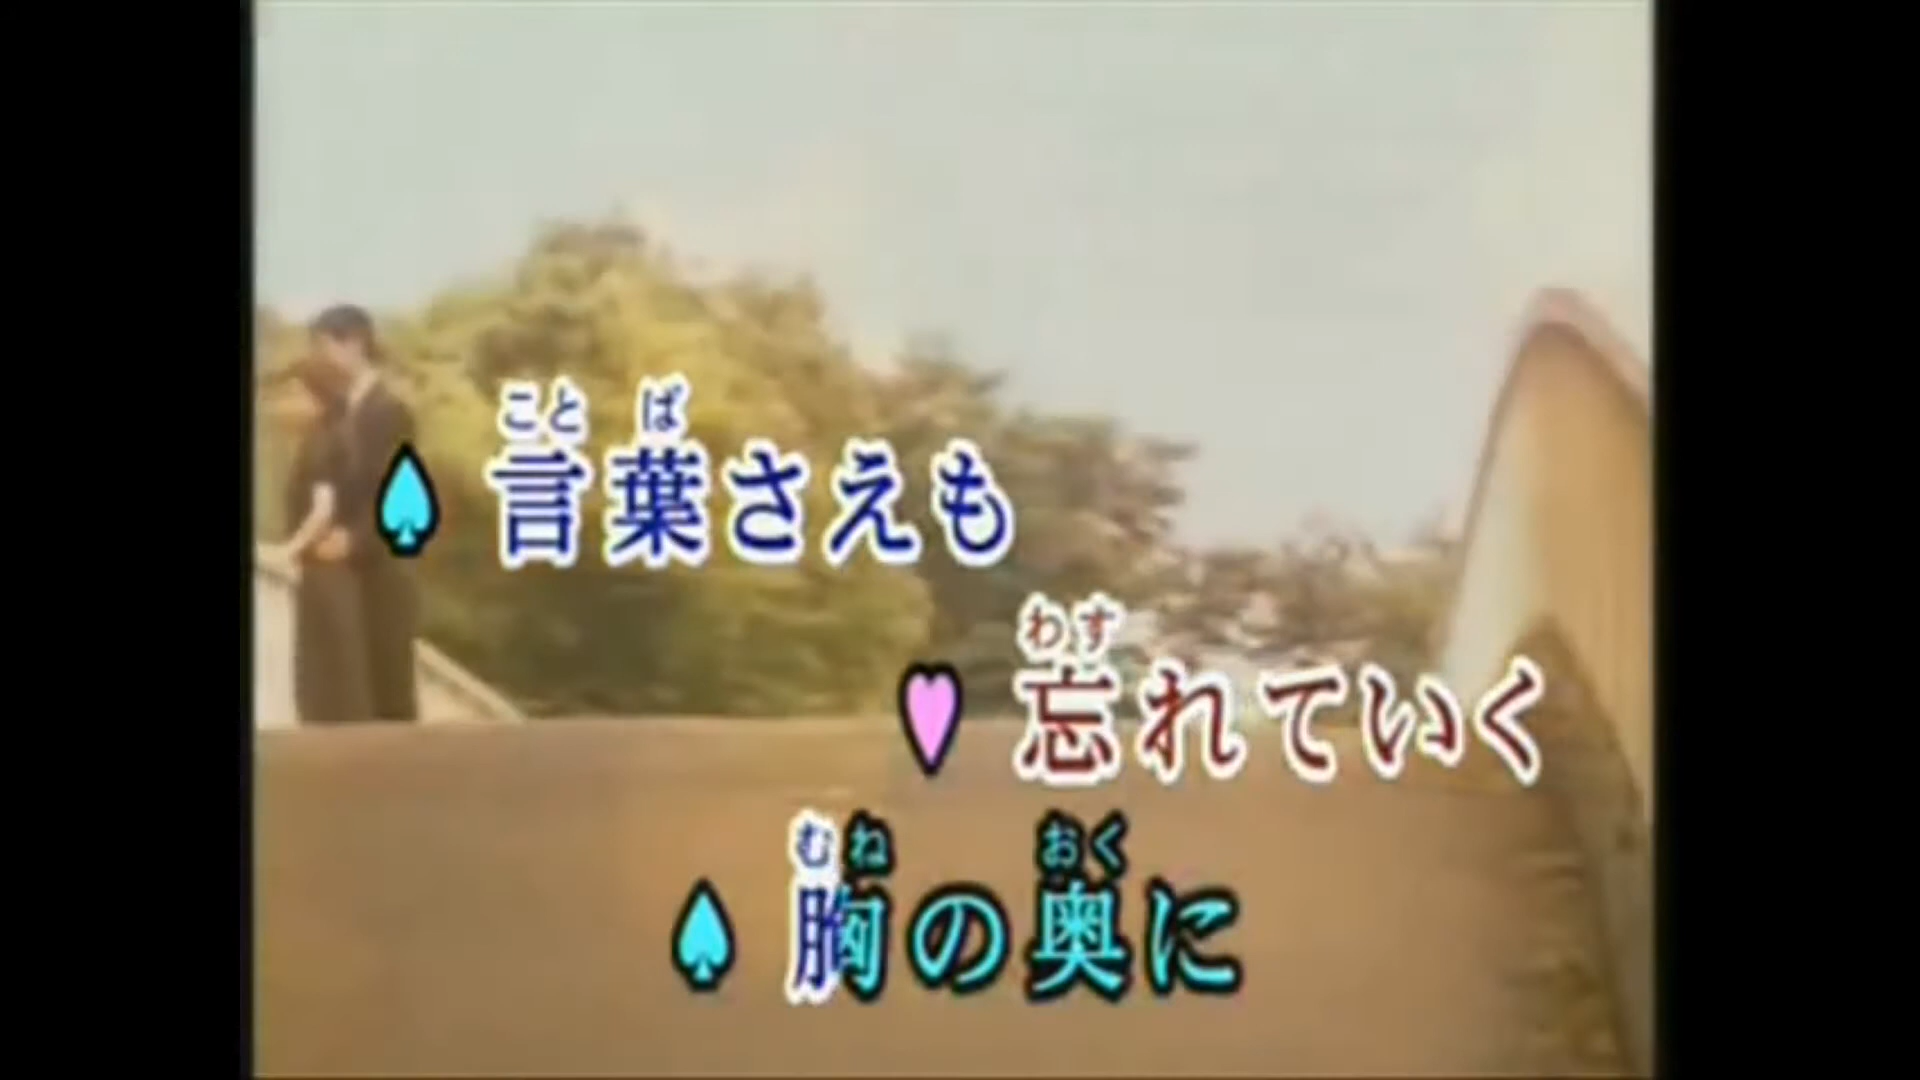 ことば
♠ 言葉さえも
わす
♥ 忘れていく
むね おく
♠ 胸の奥に